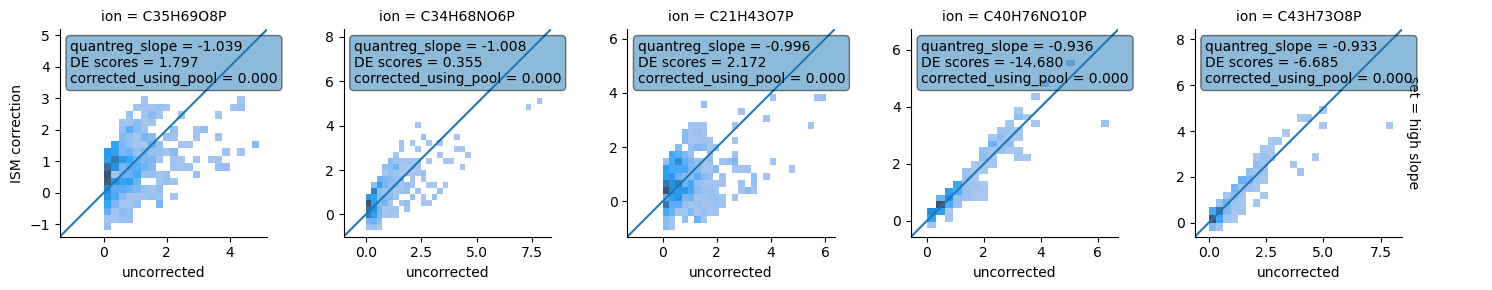 ion = C35H69O8P
quantreg_slope = -1.039
DE scores = 1.797
corrected_using_pool = 0.000
ISM correction
5
4
3
2
1
0
−1
0 2 4
uncorrected
ion = C34H68NO6P
quantreg_slope = -1.008
DE scores = 0.355
corrected_using_pool = 0.000
8
6
4
2
0
0.0 2.5 5.0 7.5
uncorrected
ion = C21H43O7P
quantreg_slope = -0.996
DE scores = 2.172
corrected_using_pool = 0.000
6
4
2
0
0 2 4 6
uncorrected
ion = C40H76NO10P
quantreg_slope = -0.936
DE scores = -14.680
corrected_using_pool = 0.000
6
4
2
0
0 2 4 6
uncorrected
ion = C43H73O8P
quantreg_slope = -0.933
DE scores = -6.685
corrected_using_pool = 0.000
8
6
4
2
0
0.0 2.5 5.0 7.5
uncorrected
set = high slope